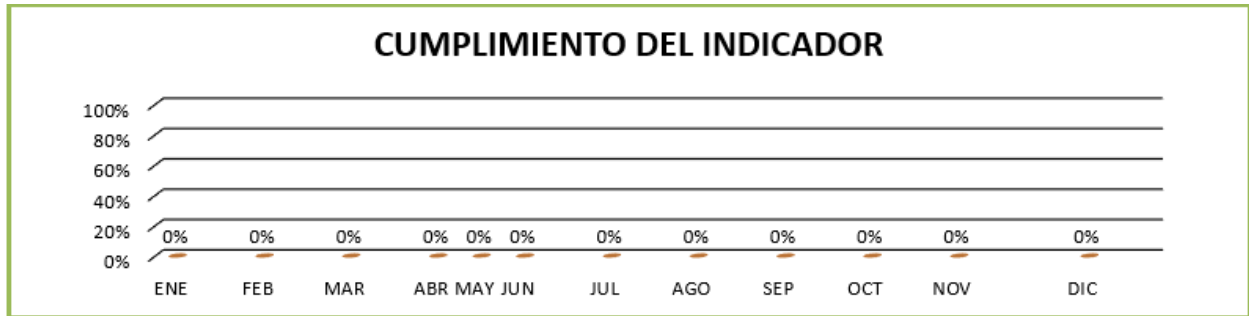 CUMPLIMIENTO DEL INDICADOR
100%
80%
60%
40%
20%
0%
0% 0% 0% 0% 0% 0% 0% 0% 0% 0% 0% 0%
ENE FEB MAR ABR MAY JUN JUL AGO SEP OCT NOV DIC